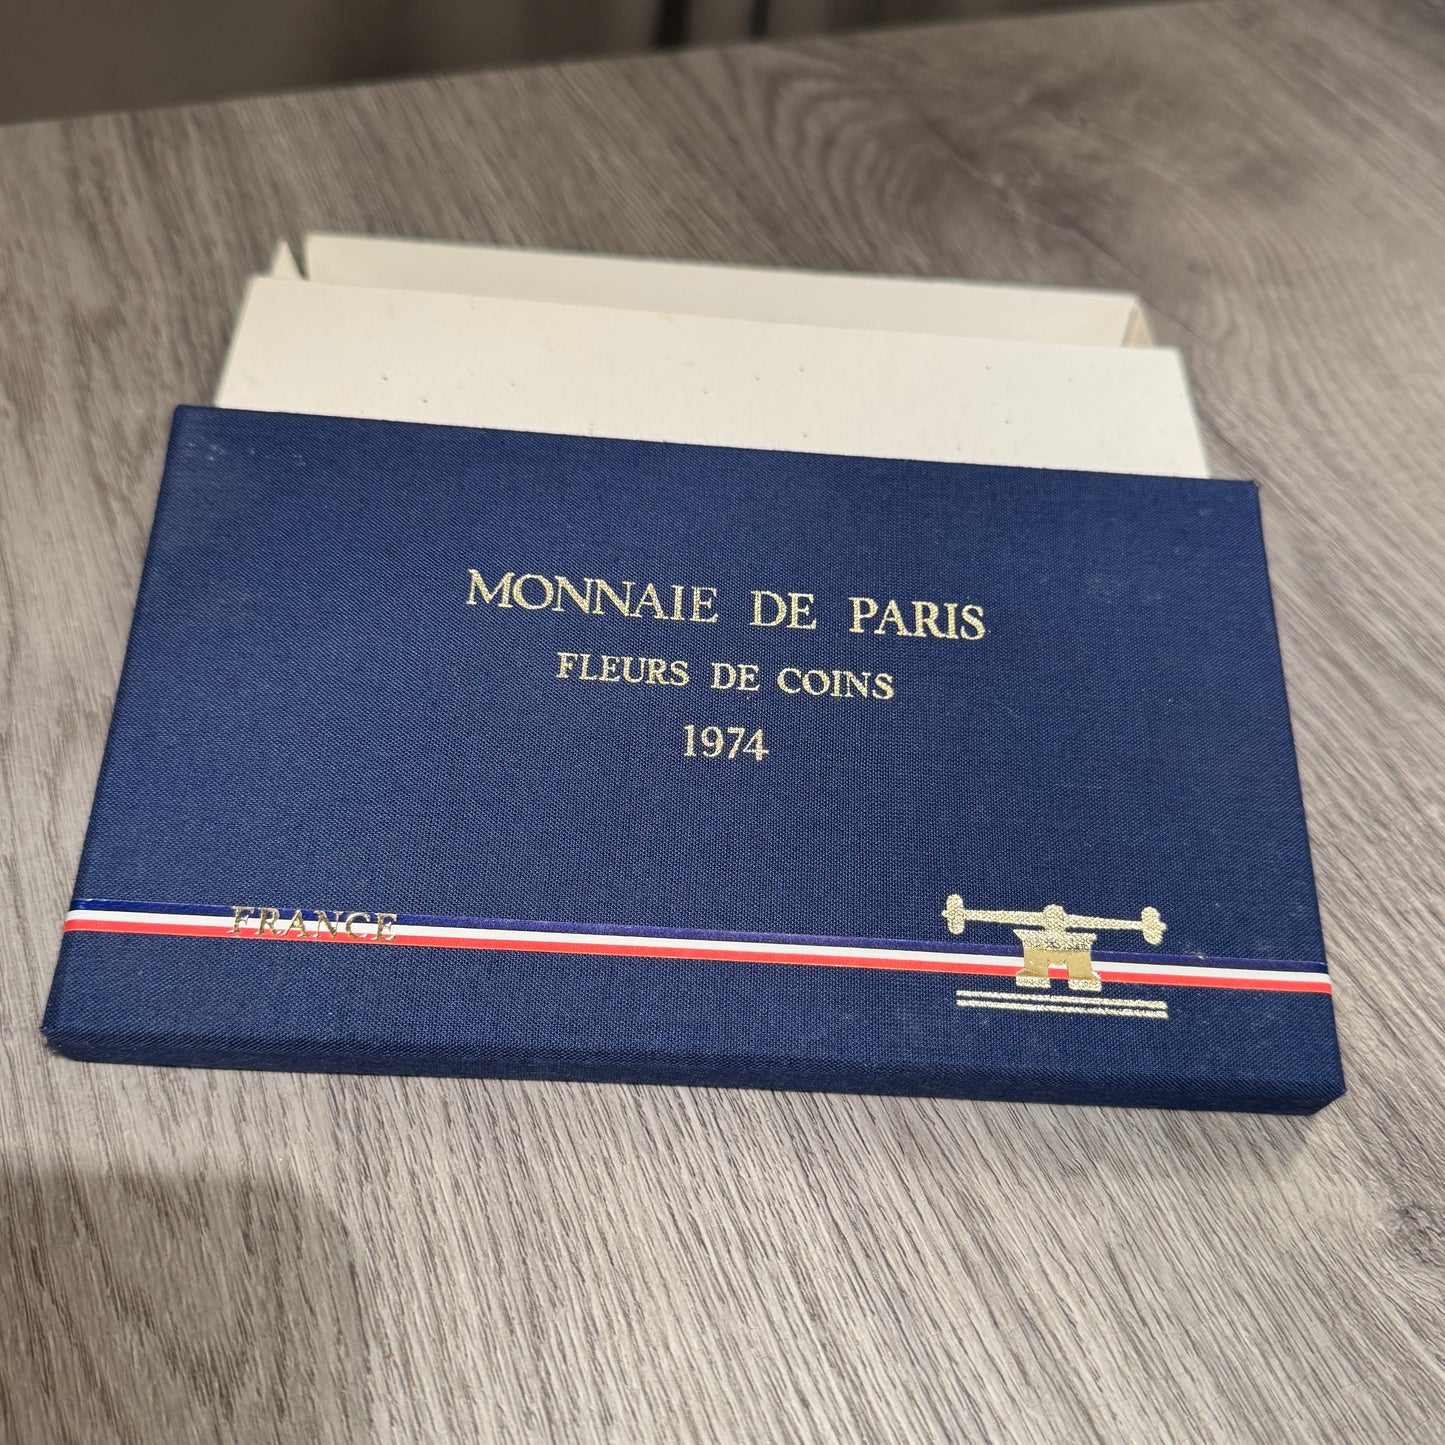 MONNAIE DE PARIS
FLEURS DE COINS
1974
FRANCE